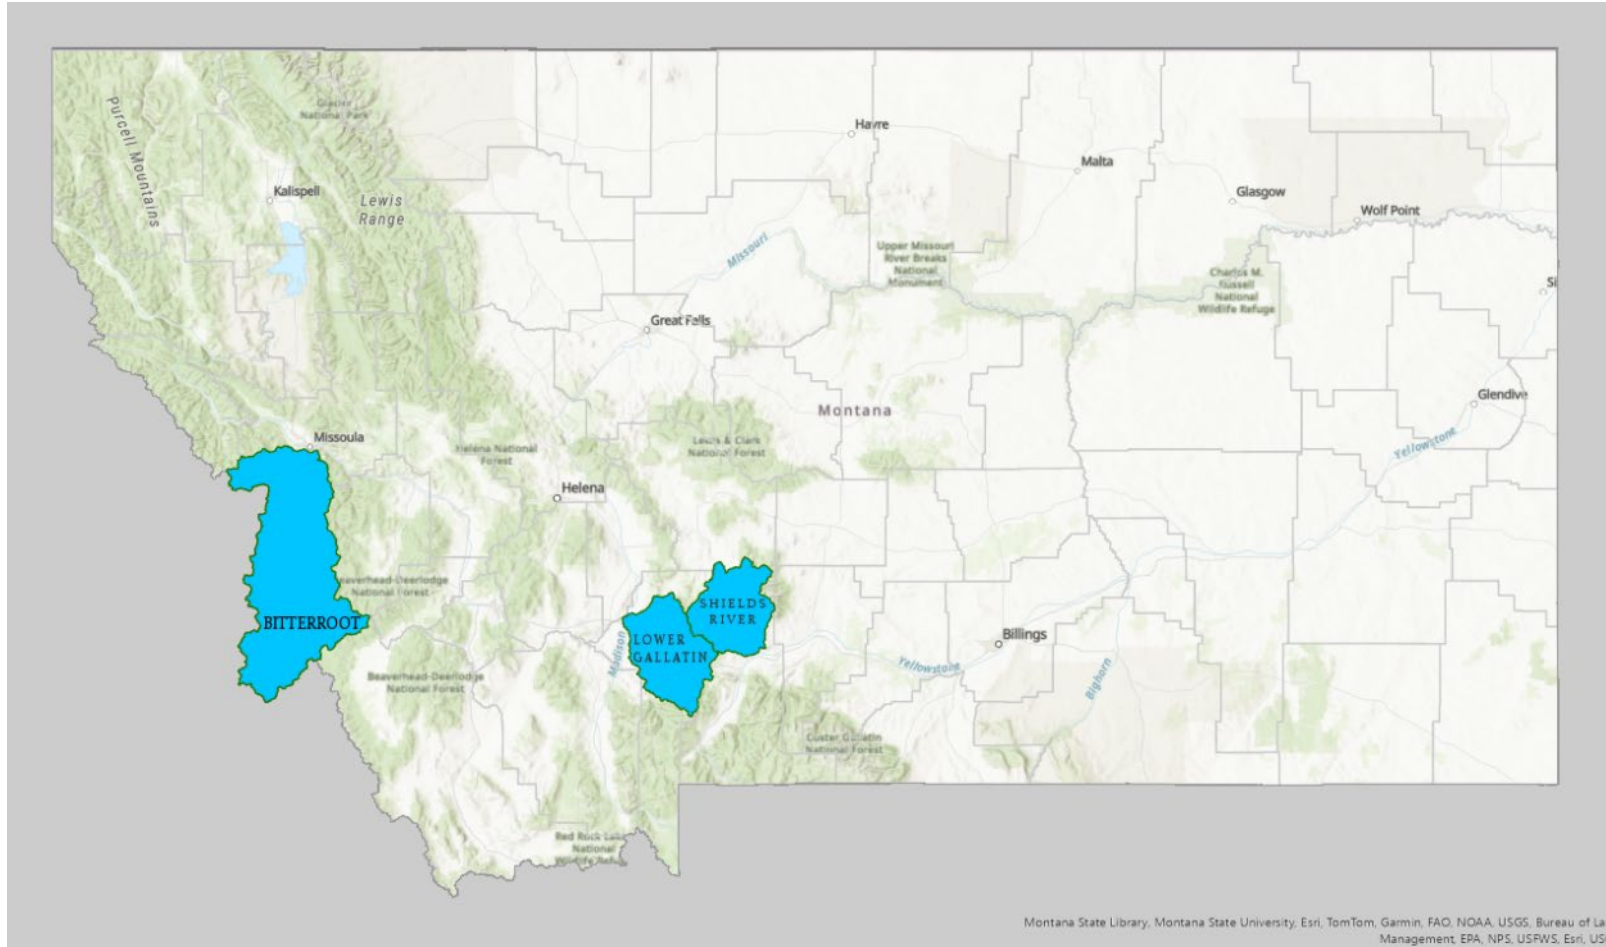 Purcell Mountains
Glacier
National Park
Havre
Malta
Kalispell
Lewis
Range
Glasgow
Wolf Point
Missouri
Upper Missouri
River Breaks
National
Monument
Charles M.
Russell
National
Wildlife Refuge
Si
Great Falls
Glendive
Montana
Missoula
Helena National
Forest
Lewis & Clark
National Forest
Yellowstone
Helena
Beaverhead-Deerlodge
National Forest
SHIELDS
RIVER
BITTERROOT
LOWER
GALLATIN
Madison
Billings
Yellowstone
Bighorn
Beaverhead-Deerlodge
National Forest
Custer Gallatin
National Forest
Red Rock Lake
National
Wildlife Refu
Montana State Library, Montana State University, Esri, TomTom, Garmin, FAO, NOAA, USGS, Bureau of La
Management, EPA, NPS, USFWS, Esri, US